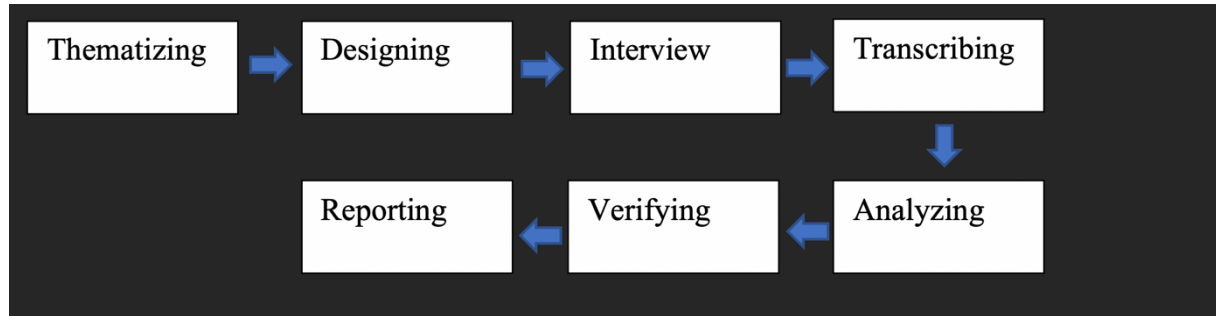 Thematizing
Designing
Interview
Transcribing
Analyzing
Verifying
Reporting